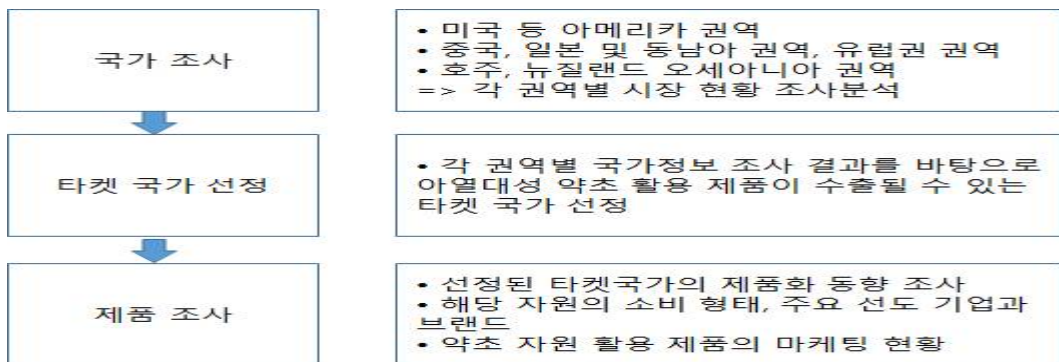 국가 조사
• 미국 등 아메리카 권역
• 중국, 일본 및 동남아 권역, 유럽권 권역
• 호주, 뉴질랜드 오세아니아 권역
=> 각 권역별 시장 현황 조사분석
타켓 국가 선정
• 각 권역별 국가정보 조사 결과를 바탕으로
아열대성 약초 활용 제품이 수출될 수 있는
타켓 국가 선정
제품 조사
• 선정된 타켓국가의 제품화 동향 조사
• 해당 자원의 소비 형태, 주요 선도 기업과
브랜드
• 약초 자원 활용 제품의 마케팅 현황